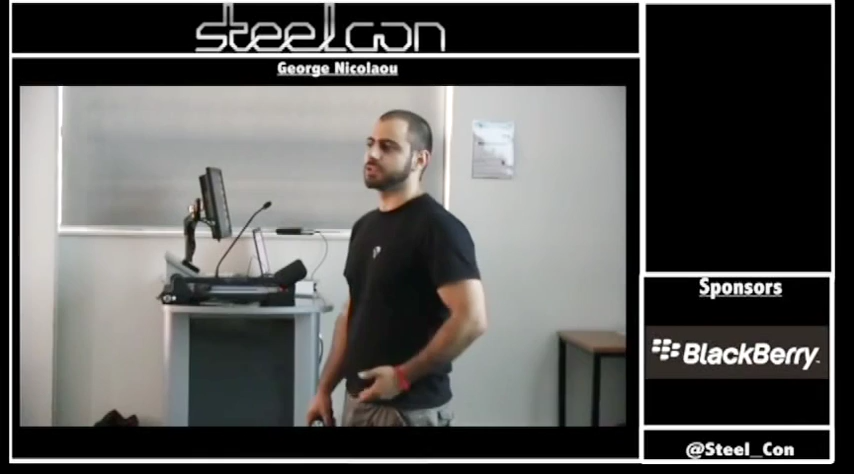 steelcon
George Nicolaou
Sponsors
BlackBerry
@Steel_Con